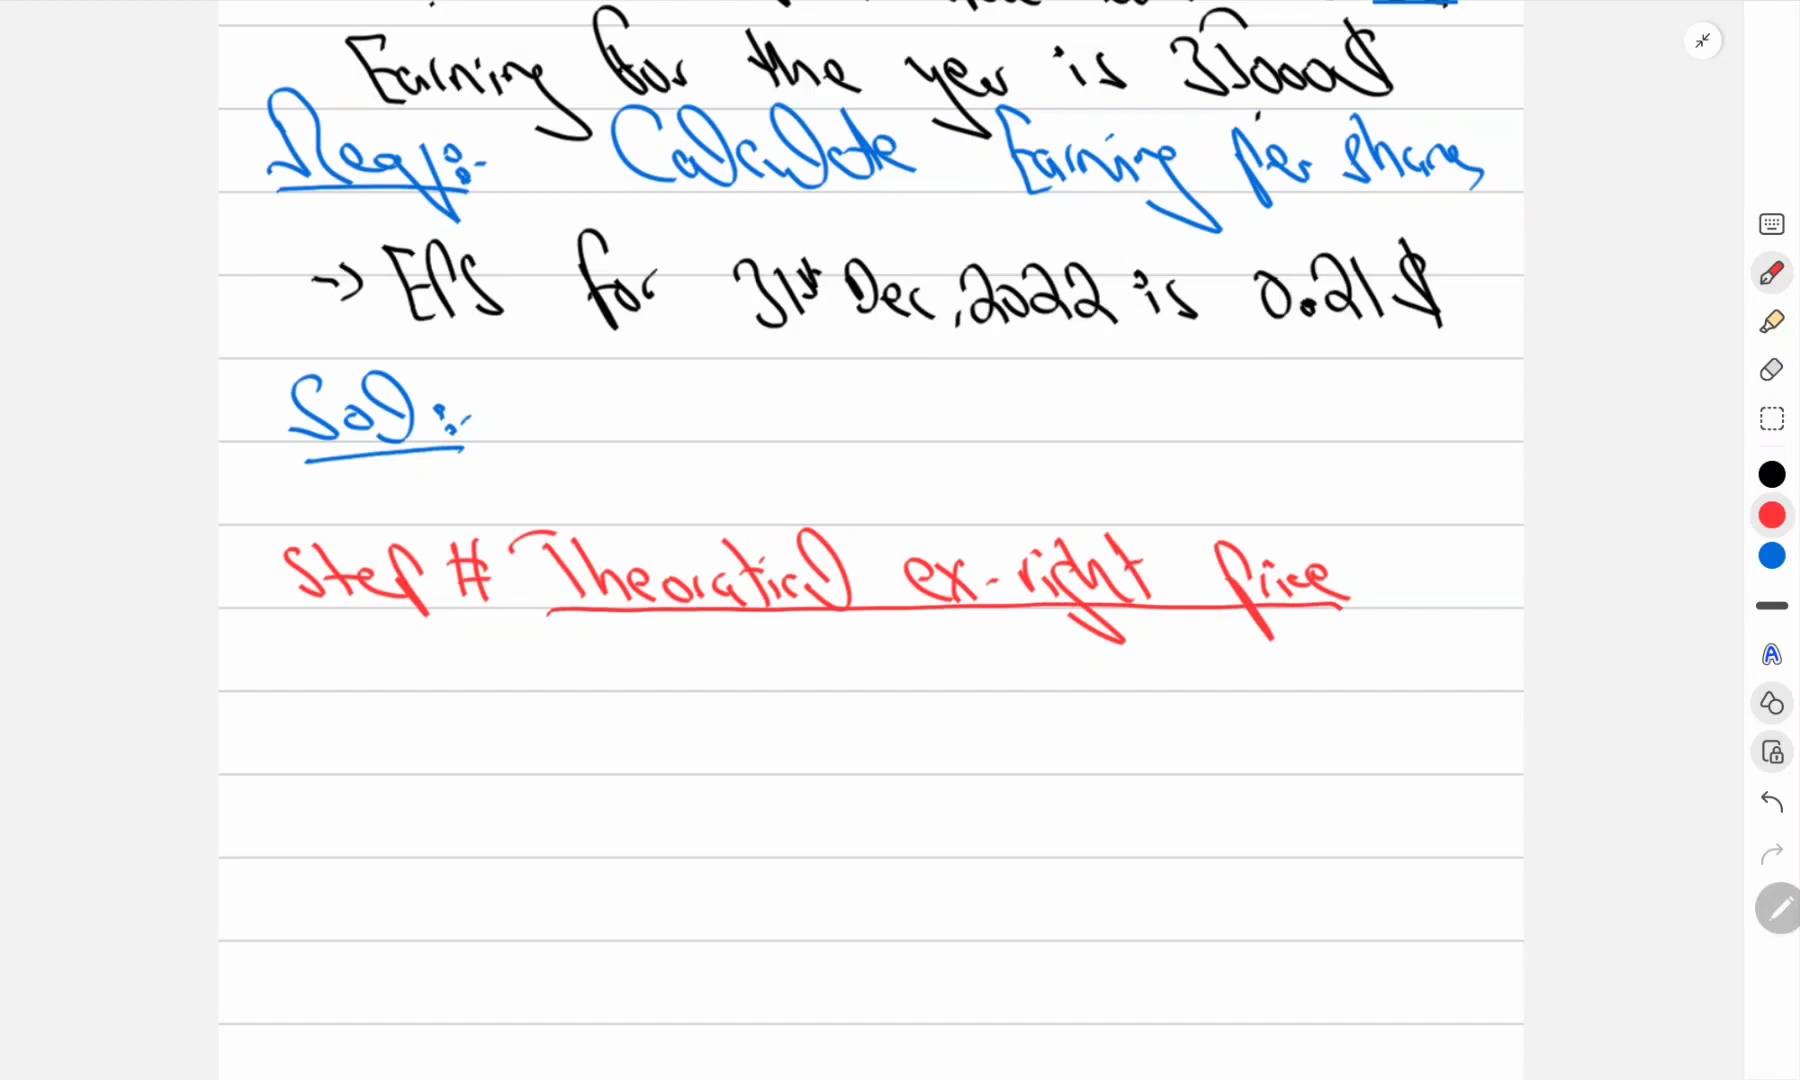 Earning for the year is 35000$
Req:- Calculate Earning per share,
→ EPS for 31st Dec, 2022 is 0.21$
Sol:-
Step # Theoratical ex-right price